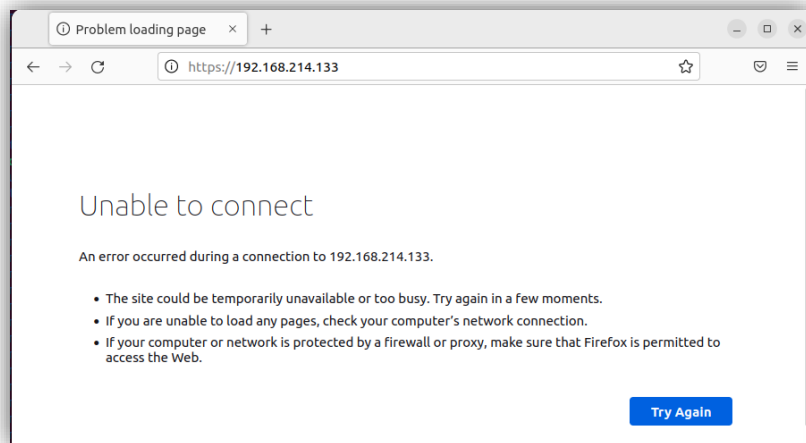 Problem loading page
https://192.168.214.133
Unable to connect
An error occurred during a connection to 192.168.214.133.
• The site could be temporarily unavailable or too busy. Try again in a few moments.
• If you are unable to load any pages, check your computer's network connection.
• If your computer or network is protected by a firewall or proxy, make sure that Firefox is permitted to
access the Web.
Try Again